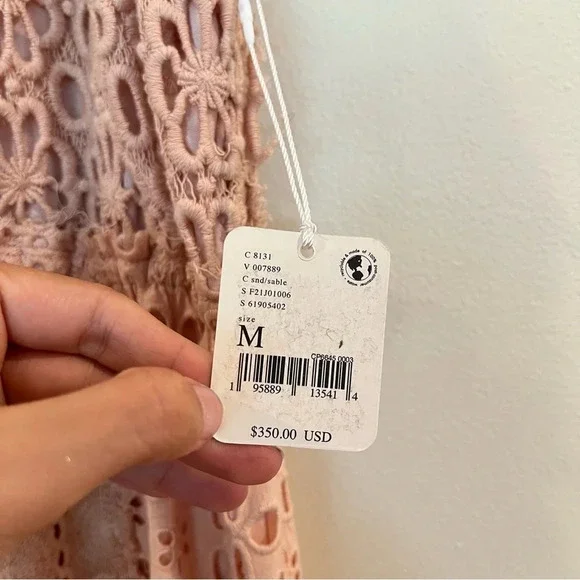 C 8131
V 007889
C snd/sable
S F21J01006
S 61905402
size
M
CP6645 0003
1 95889 13541 4
$350.00 USD